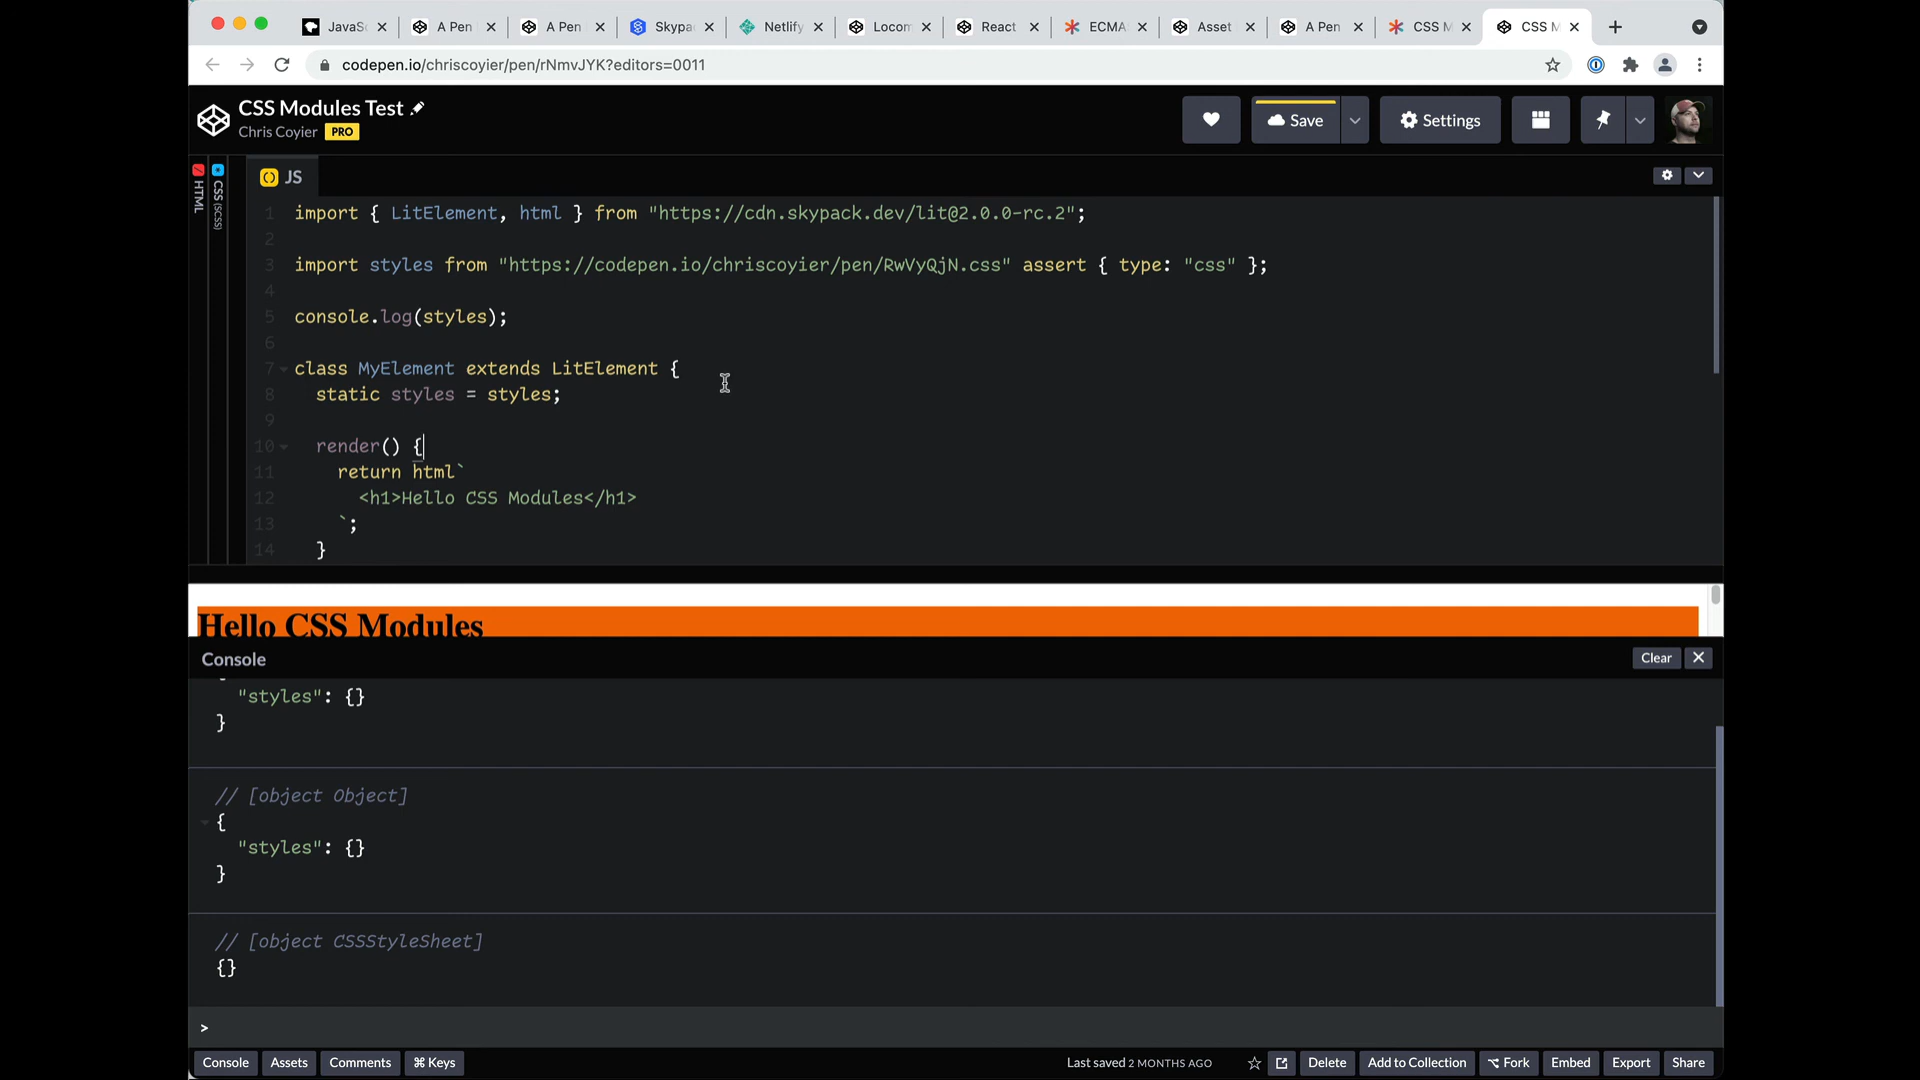 JavaS
A Pen
A Pen
Skypa
Netlify
Locom
React
ECMA
Asset
A Pen
CSS M
CSS M
codepen.io/chriscoyier/pen/rNmvJYK?editors=0011
CSS Modules Test
Chris Coyier PRO
Save
Settings
HTML
CSS (SCSS)
JS
1 import { LitElement, html } from "https://cdn.skypack.dev/lit@2.0.0-rc.2";
2
3 import styles from "https://codepen.io/chriscoyier/pen/RwVyQjN.css" assert { type: "css" };
4
5 console.log(styles);
6
7 class MyElement extends LitElement {
8 static styles = styles;
9
10 render() {
11 return html`
12 <h1>Hello CSS Modules</h1>
13 `;
14 }
Hello CSS Modules
Console
Clear
"styles": {}
}
// [object Object]
{
"styles": {}
}
// [object CSSStyleSheet]
{}
>
Console
Assets
Comments
⌘ Keys
Last saved 2 MONTHS AGO
Delete
Add to Collection
⌥ Fork
Embed
Export
Share